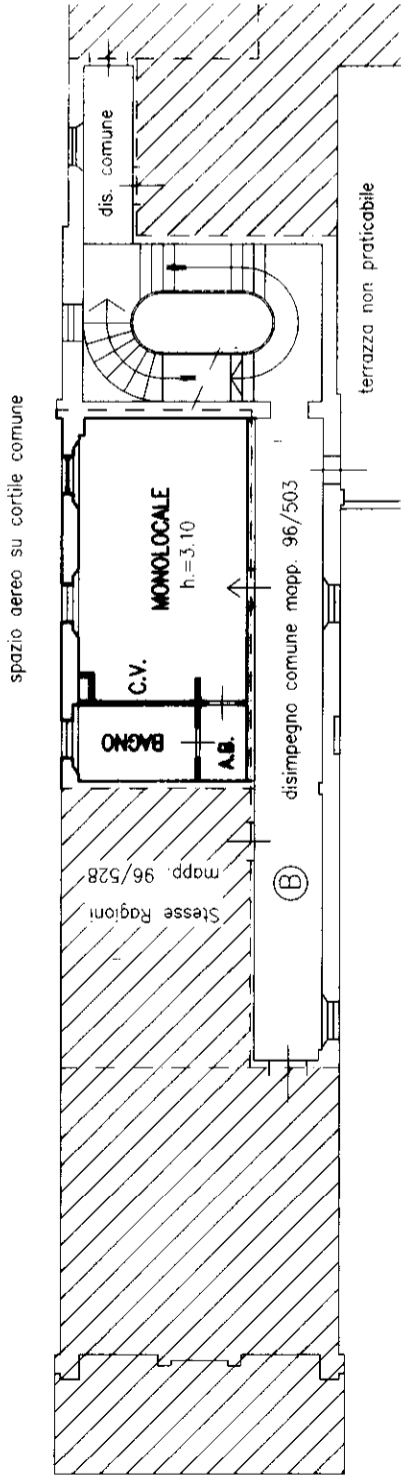 spazio aereo su cortile comune
dis. comune
terrazza non praticabile
MONOLOCALE
h.=3.10
C.V.
BAGNO
A.B.
disimpegno comune mapp. 96/503
B
Stesse Ragioni
mapp. 96/528